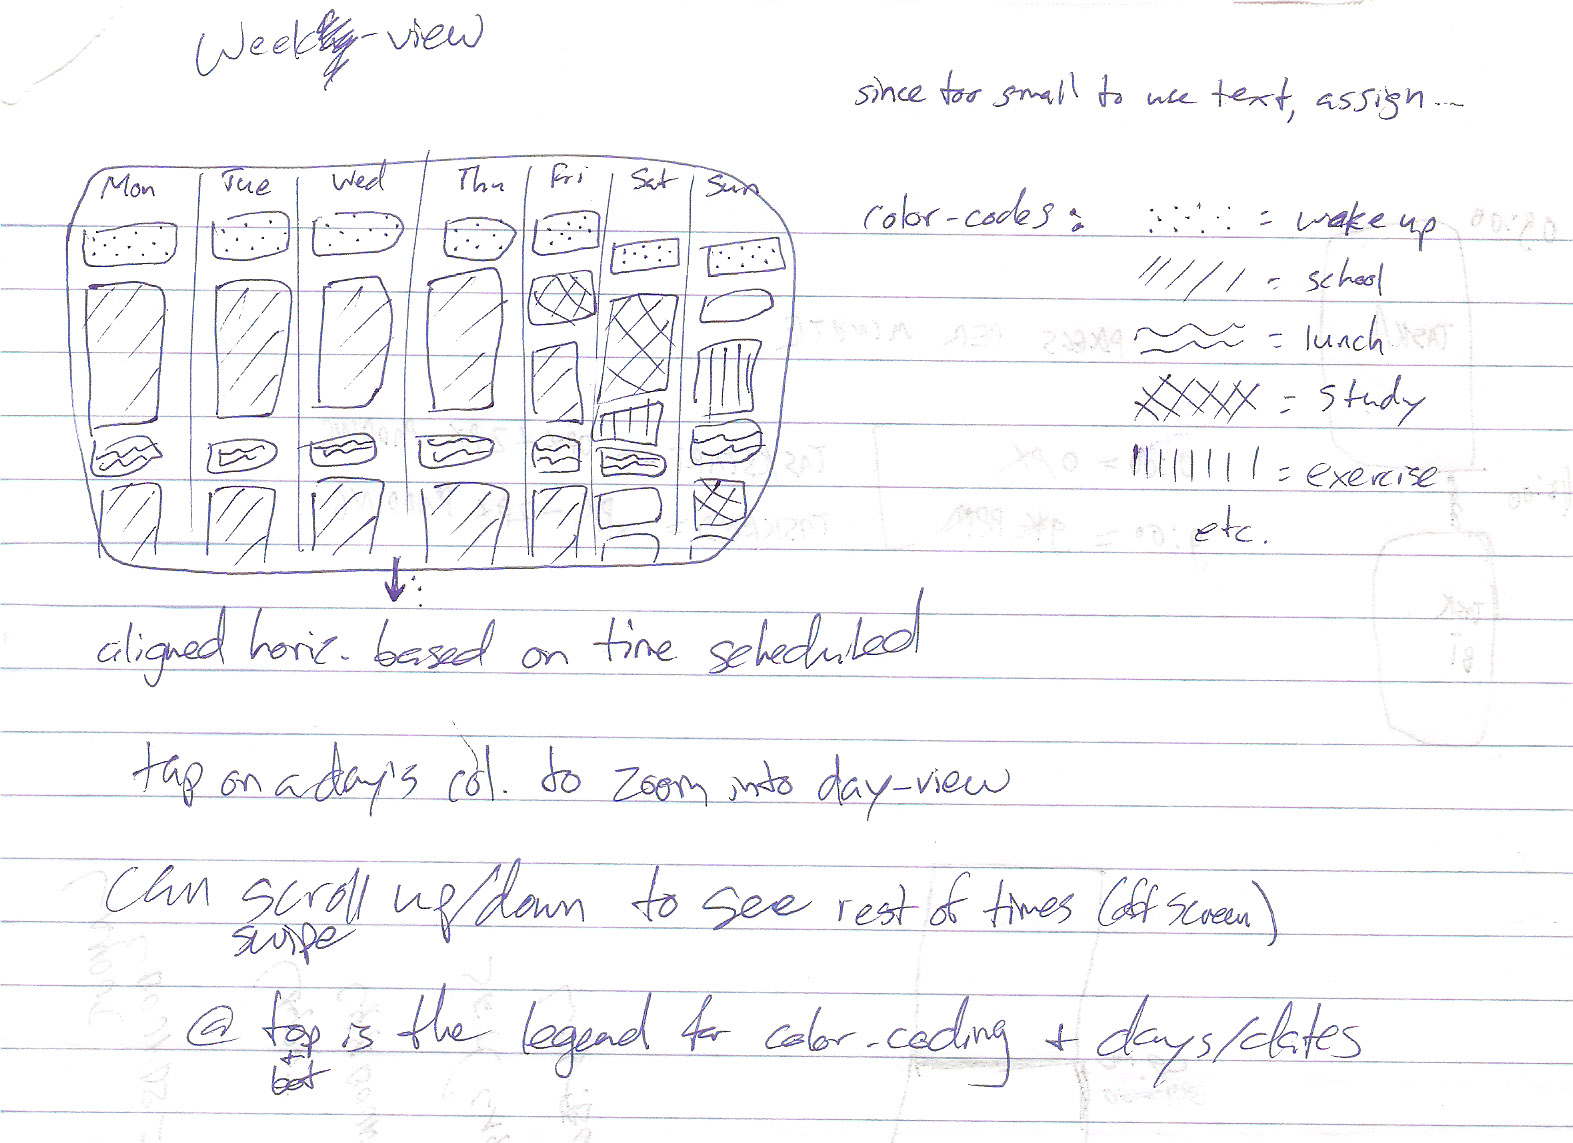 Week-view
since too small to use text, assign...
Mon Tue Wed Thu Fri Sat Sun
color-codes: = wake up
= school
= lunch
= study
= exercise
etc.
aligned horiz. based on time scheduled
tap on a day's col. to zoom into day-view
can scroll up/down to see rest of times (off screen)
swipe
@ top is the legend for color-coding + days/dates
+
bot